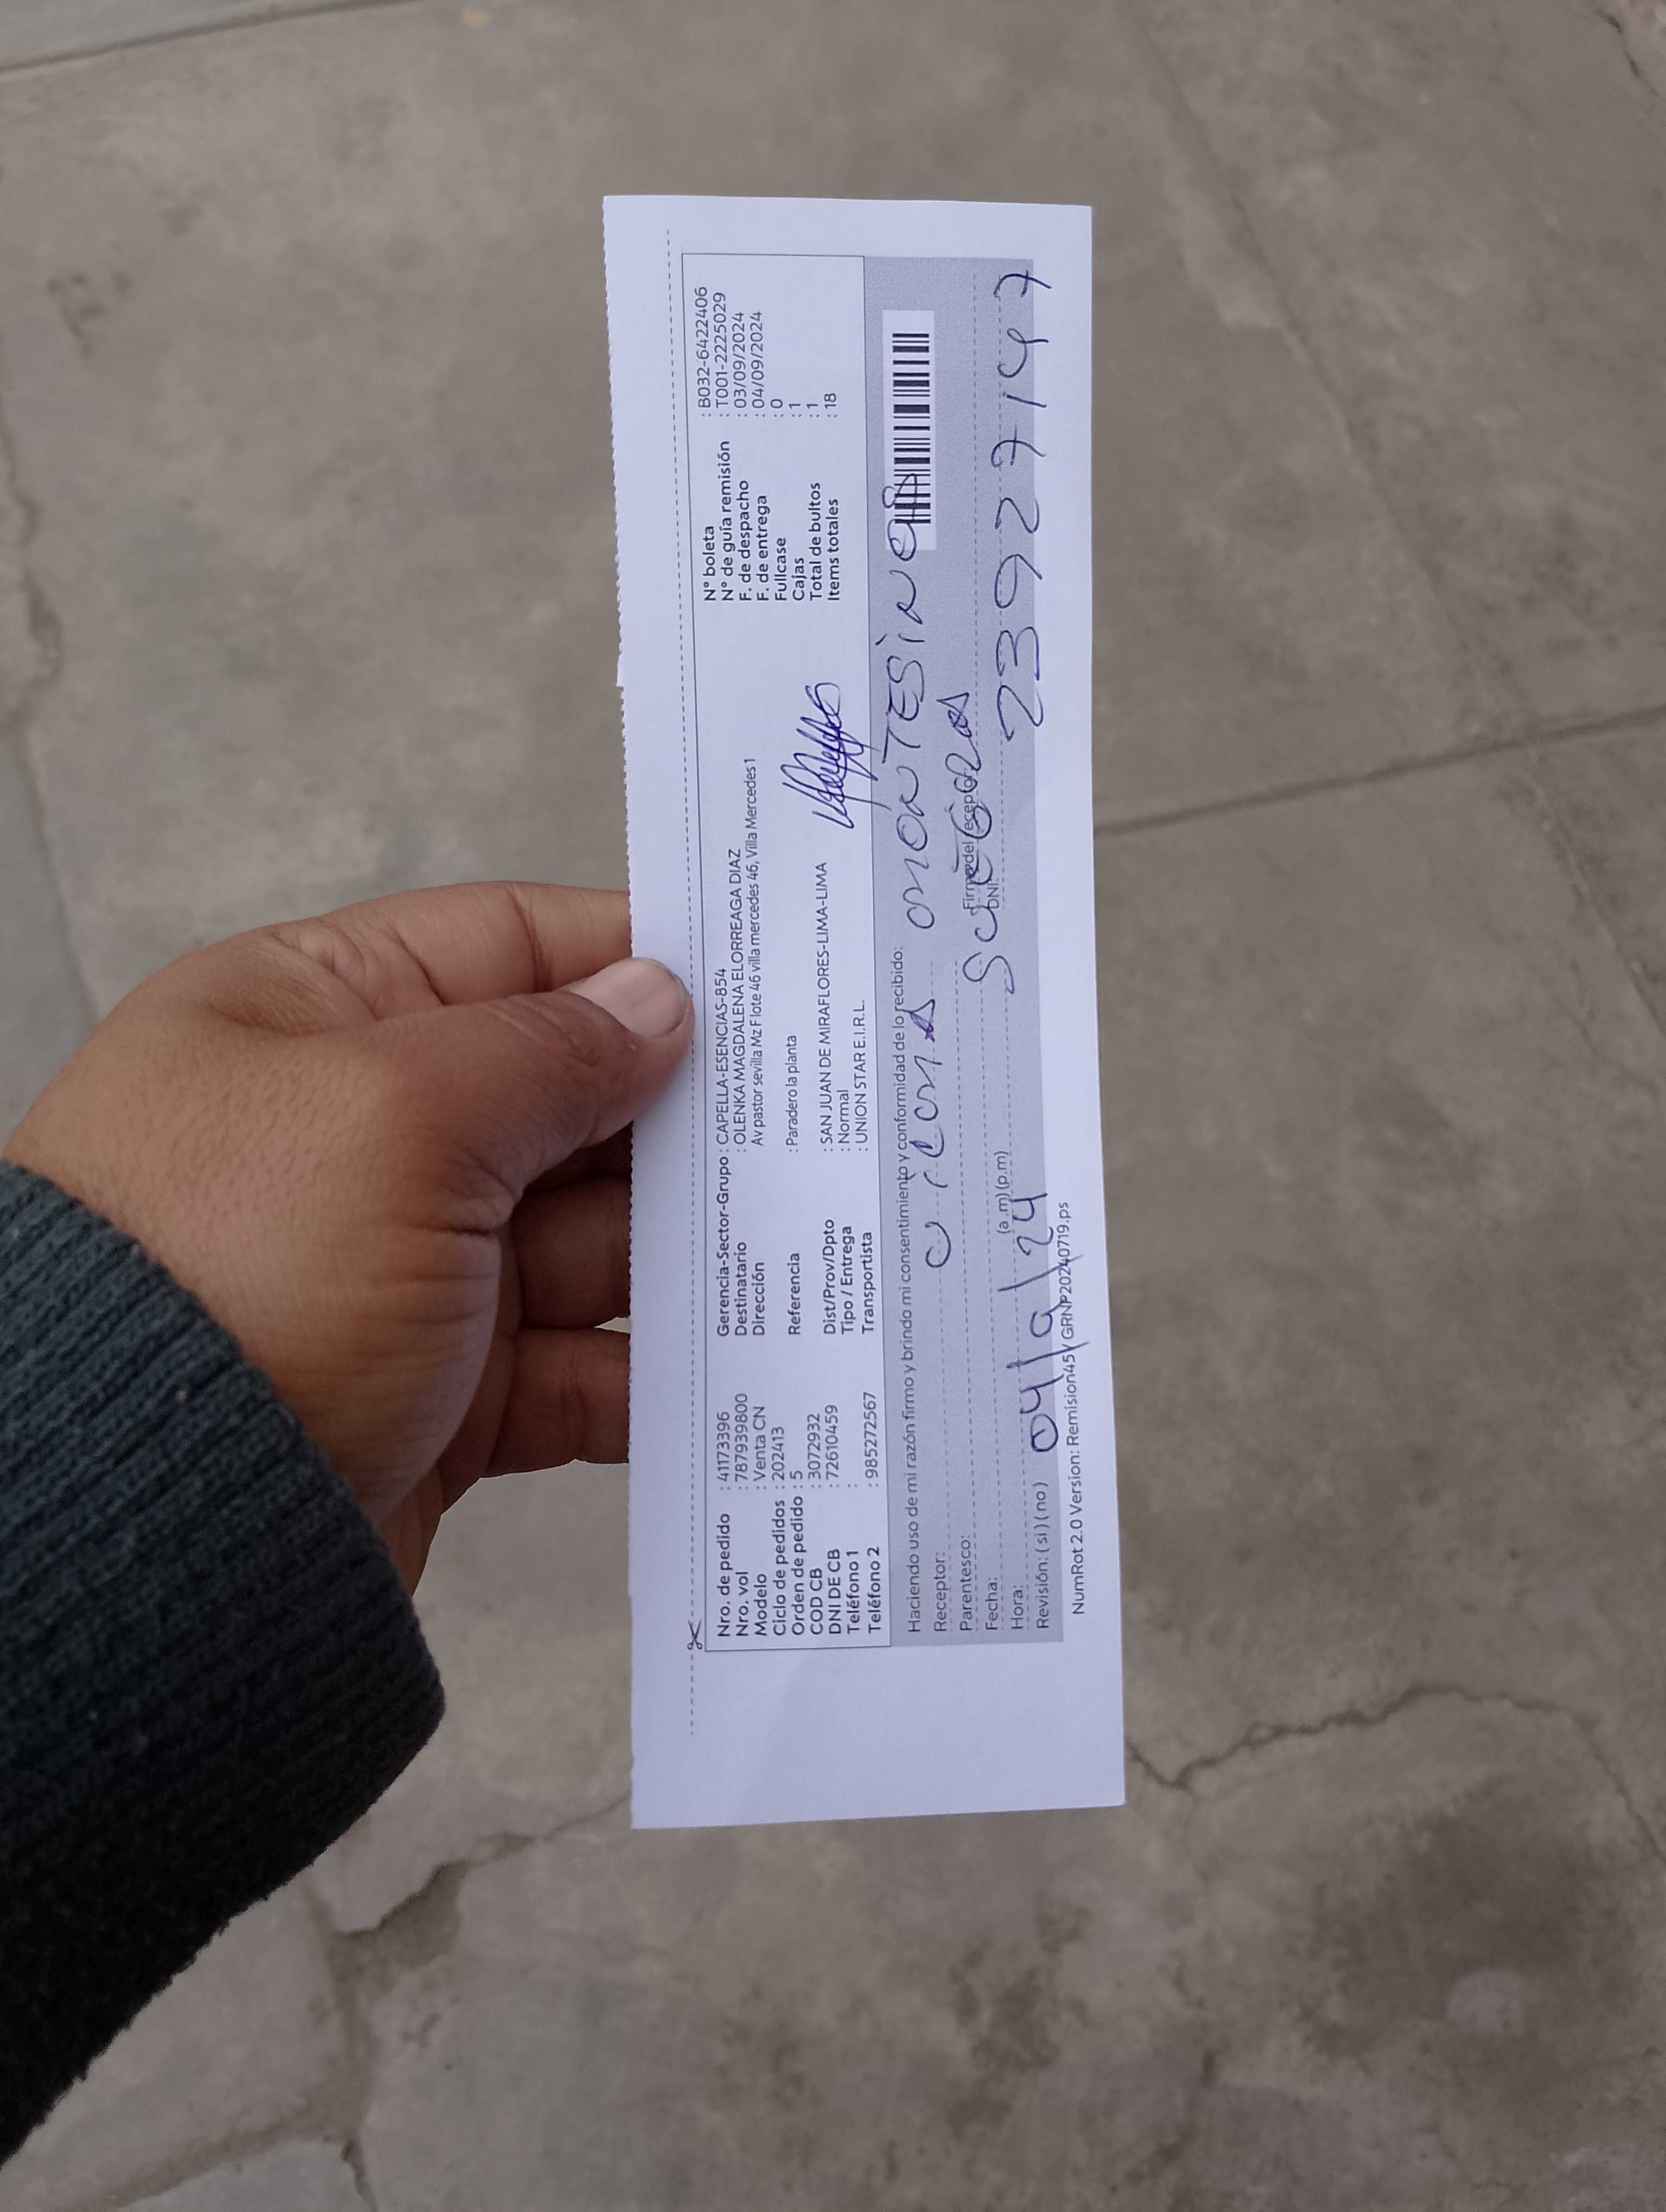 Nro. de pedido : 41173396 Gerencia-Sector-Grupo : CAPELLA-ESENCIAS-854 N° boleta : B032-6422406
Nro. vol : 787939800 Destinatario : OLENKA MAGDALENA ELORREAGA DIAZ N° de guía remisión : T001-2225029
Modelo : Venta CN Dirección Av pastor sevilla Mz F lote 46 villa mercedes 46, Villa Mercedes1 F. de despacho : 03/09/2024
Ciclo de pedidos : 202413 F. de entrega : 04/09/2024
Orden de pedido : 5 Referencia : Paradero la planta Fullcase : 0
COD CB : 3072932 Cajas : 1
DNI DE CB : 72610459 Dist/Prov/Dpto : SAN JUAN DE MIRAFLORES-LIMA-LIMA Total de bultos : 1
Teléfono 1 : Tipo / Entrega : Normal Items totales : 18
Teléfono 2 : 985272567 Transportista : UNION STAR E.I.R.L.
Haciendo uso de mi razón firmo y brindo mi consentimiento y conformidad de lo recibido:
Receptor: MONTESINO
Parentesco:
Fecha: Firma del receptor
Hora: (a.m) (p.m) DNI: 23927147
Revisión: ( si ) ( no ) 04/9/24
NumRot 2.0 Version: Remision45V GRNP20240719.ps